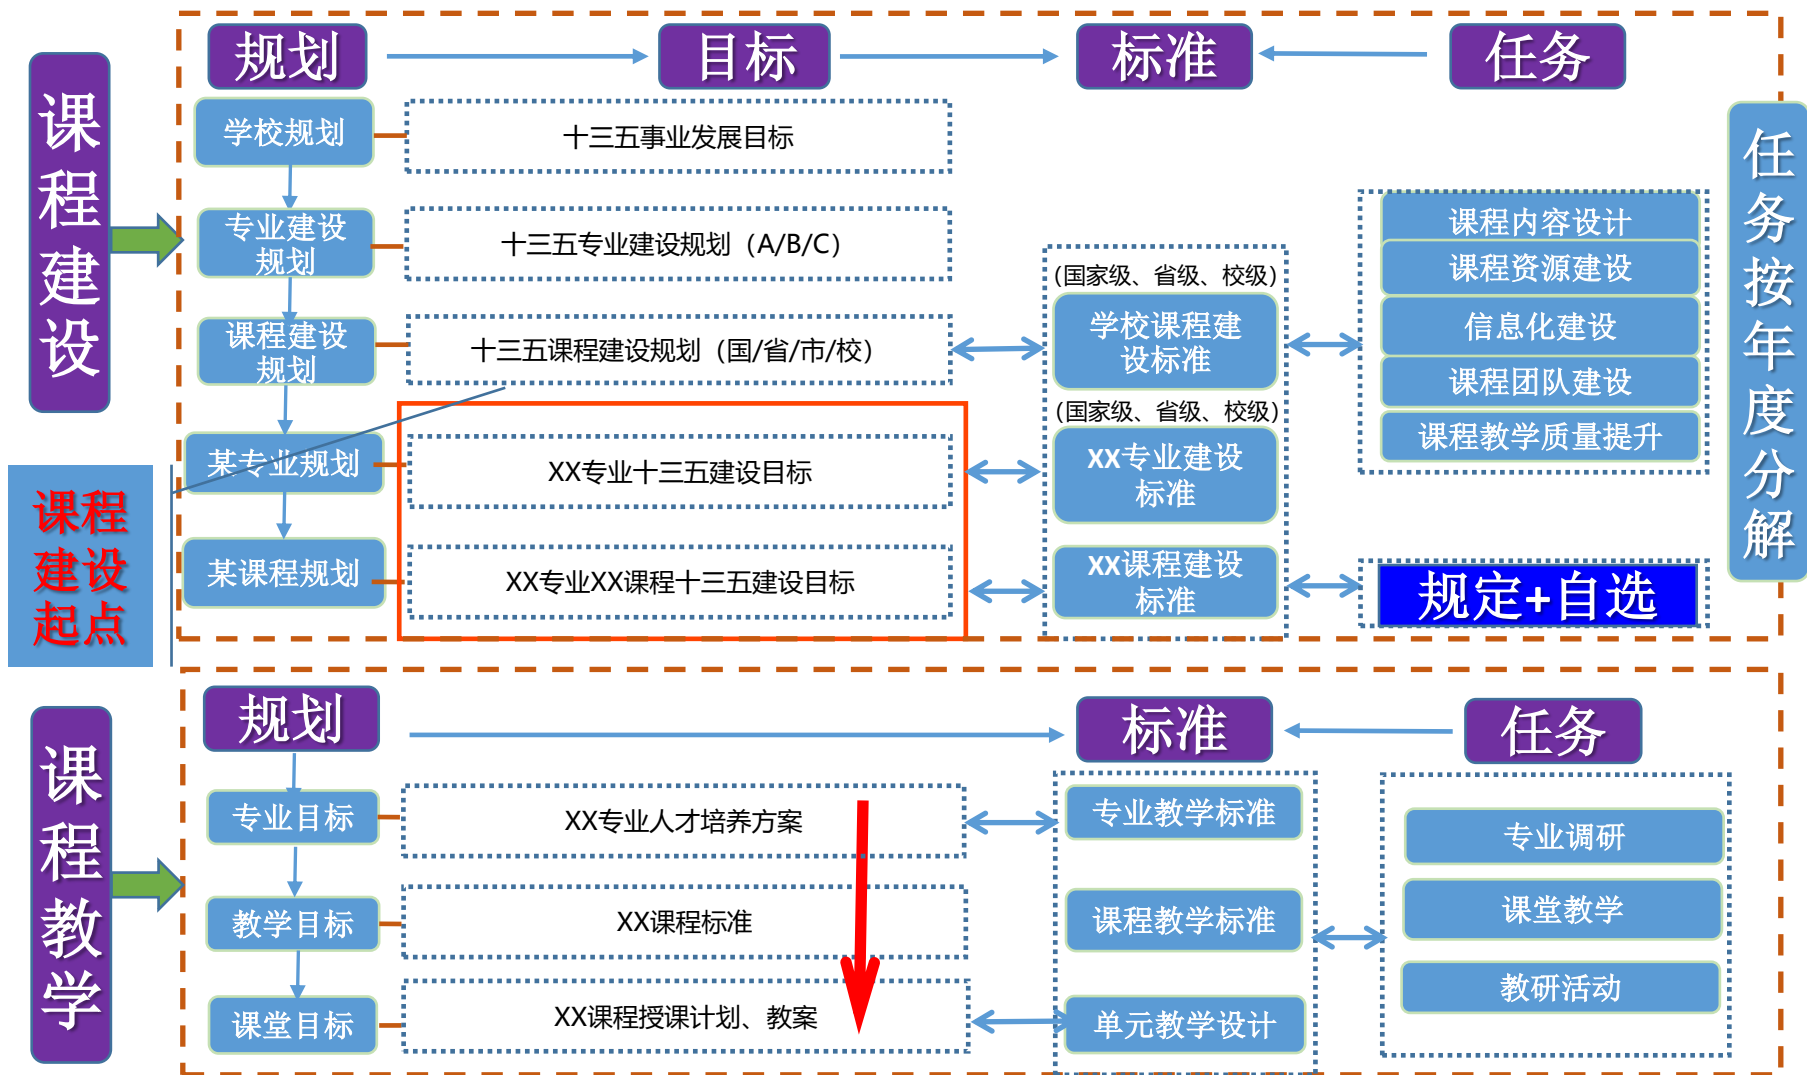 课程建设
规划
目标
标准
任务
学校规划
十三五事业发展目标
专业建设
规划
十三五专业建设规划（A/B/C）
课程建设
规划
十三五课程建设规划（国/省/市/校）
某专业规划
XX专业十三五建设目标
某课程规划
XX专业XX课程十三五建设目标
（国家级、省级、校级）
学校课程建
设标准
（国家级、省级、校级）
XX专业建设
标准
XX课程建设
标准
课程内容设计
课程资源建设
信息化建设
课程团队建设
课程教学质量提升
规定+自选
任务按年度分解
课程
建设
起点
课程教学
规划
标准
任务
专业目标
XX专业人才培养方案
教学目标
XX课程标准
课堂目标
XX课程授课计划、教案
专业教学标准
课程教学标准
单元教学设计
专业调研
课堂教学
教研活动